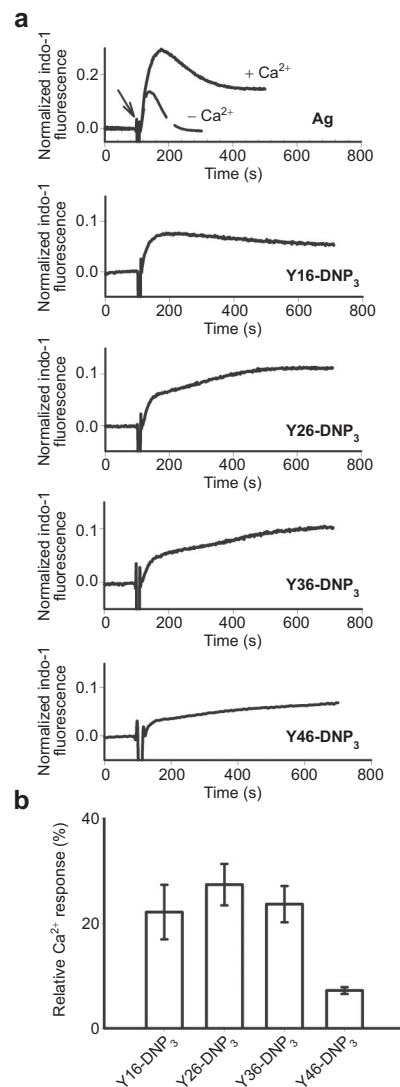 a
Normalized indo-1
fluorescence
0.2
0.0
+ Ca²⁺
– Ca²⁺
Ag
0 200 400 600 800
Time (s)
Normalized indo-1
fluorescence
0.1
0.0
Y16-DNP₃
0 200 400 600 800
Time (s)
Normalized indo-1
fluorescence
0.1
0.0
Y26-DNP₃
0 200 400 600 800
Time (s)
Normalized indo-1
fluorescence
0.1
0.0
Y36-DNP₃
0 200 400 600 800
Time (s)
Normalized indo-1
fluorescence
0.1
0.0
Y46-DNP₃
0 200 400 600 800
Time (s)
b
Relative Ca²⁺ response (%)
40
20
0
Y16-DNP₃
Y26-DNP₃
Y36-DNP₃
Y46-DNP₃